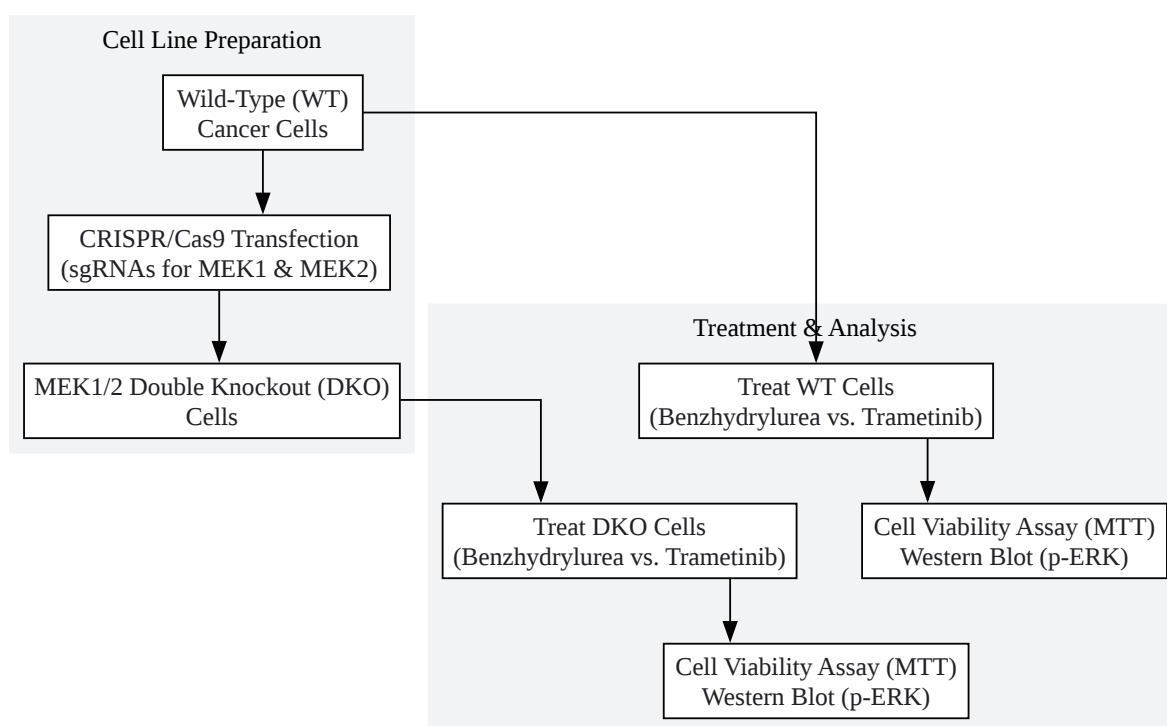 Cell Line Preparation
Wild-Type (WT)
Cancer Cells
CRISPR/Cas9 Transfection
(sgRNAs for MEK1 & MEK2)
MEK1/2 Double Knockout (DKO)
Cells
Treatment & Analysis
Treat WT Cells
(Benzhydrylurea vs. Trametinib)
Treat DKO Cells
(Benzhydrylurea vs. Trametinib)
Cell Viability Assay (MTT)
Western Blot (p-ERK)
Cell Viability Assay (MTT)
Western Blot (p-ERK)